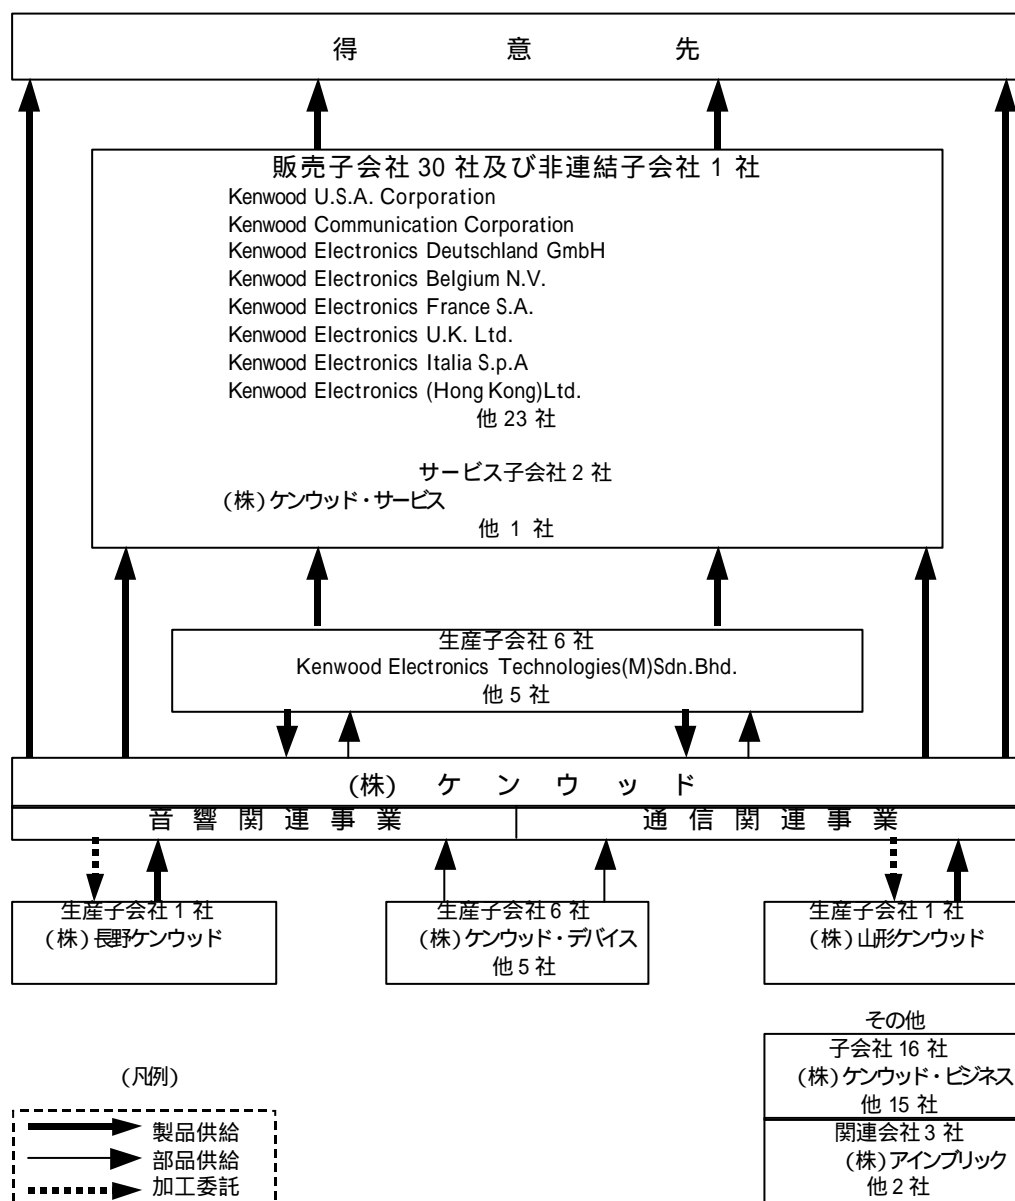 得意先
販売子会社 30 社及び非連結子会社 1 社
Kenwood U.S.A. Corporation
Kenwood Communication Corporation
Kenwood Electronics Deutschland GmbH
Kenwood Electronics Belgium N.V.
Kenwood Electronics France S.A.
Kenwood Electronics U.K. Ltd.
Kenwood Electronics Italia S.p.A
Kenwood Electronics (Hong Kong)Ltd.
他 23 社
サービス子会社 2 社
(株)ケンウッド・サービス
他 1 社
生産子会社 6 社
Kenwood Electronics Technologies(M)Sdn.Bhd.
他 5 社
(株) ケンウッド
音響関連事業 通信関連事業
生産子会社 1 社
(株)長野ケンウッド
生産子会社 6 社
(株)ケンウッド・デバイス
他 5 社
生産子会社 1 社
(株)山形ケンウッド
その他
子会社 16 社
(株)ケンウッド・ビジネス
他 15 社
関連会社 3 社
(株)アインブリック
他 2 社
(凡例)
製品供給
部品供給
加工委託